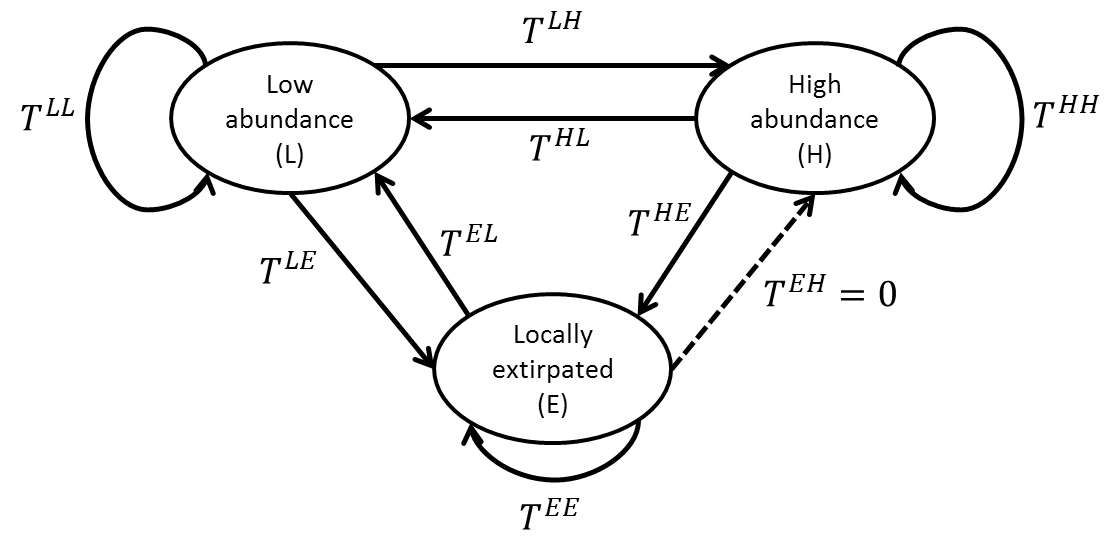 T^{LH}
Low
abundance
(L)
High
abundance
(H)
T^{LL}
T^{HH}
T^{HL}
T^{HE}
T^{EL}
T^{LE}
T^{EH} = 0
Locally
extirpated
(E)
T^{EE}